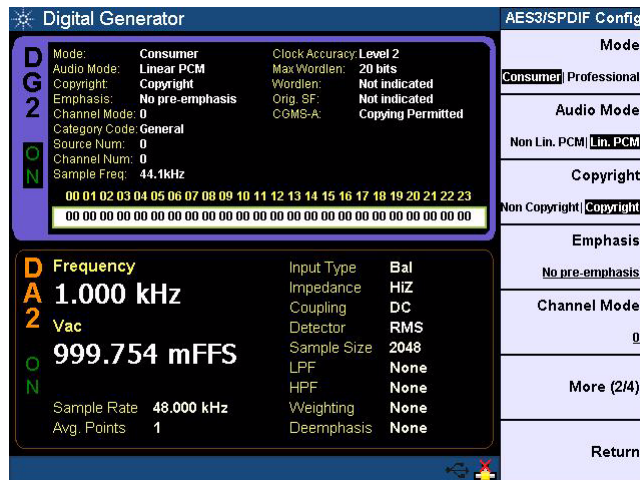 Digital Generator
AES3/SPDIF Config
DG2
ON
Mode: Consumer
Audio Mode: Linear PCM
Copyright: Copyright
Emphasis: No pre-emphasis
Channel Mode: 0
Category Code: General
Source Num: 0
Channel Num: 0
Sample Freq: 44.1kHz
Clock Accuracy: Level 2
Max Wordlen: 20 bits
Wordlen: Not indicated
Orig. SF: Not indicated
CGMS-A: Copying Permitted
00 01 02 03 04 05 06 07 08 09 10 11 12 13 14 15 16 17 18 19 20 21 22 23
00 00 00 00 00 00 00 00 00 00 00 00 00 00 00 00 00 00 00 00 00 00 00 00
DA2
ON
Frequency
1.000 kHz
Vac
999.754 mFFS
Sample Rate 48.000 kHz
Avg. Points 1
Input Type Bal
Impedance HiZ
Coupling DC
Detector RMS
Sample Size 2048
LPF None
HPF None
Weighting None
Deemphasis None
Mode
Consumer| Professional
Audio Mode
Non Lin. PCM| Lin. PCM
Copyright
Non Copyright| Copyright
Emphasis
No pre-emphasis
Channel Mode
0
More (2/4)
Return